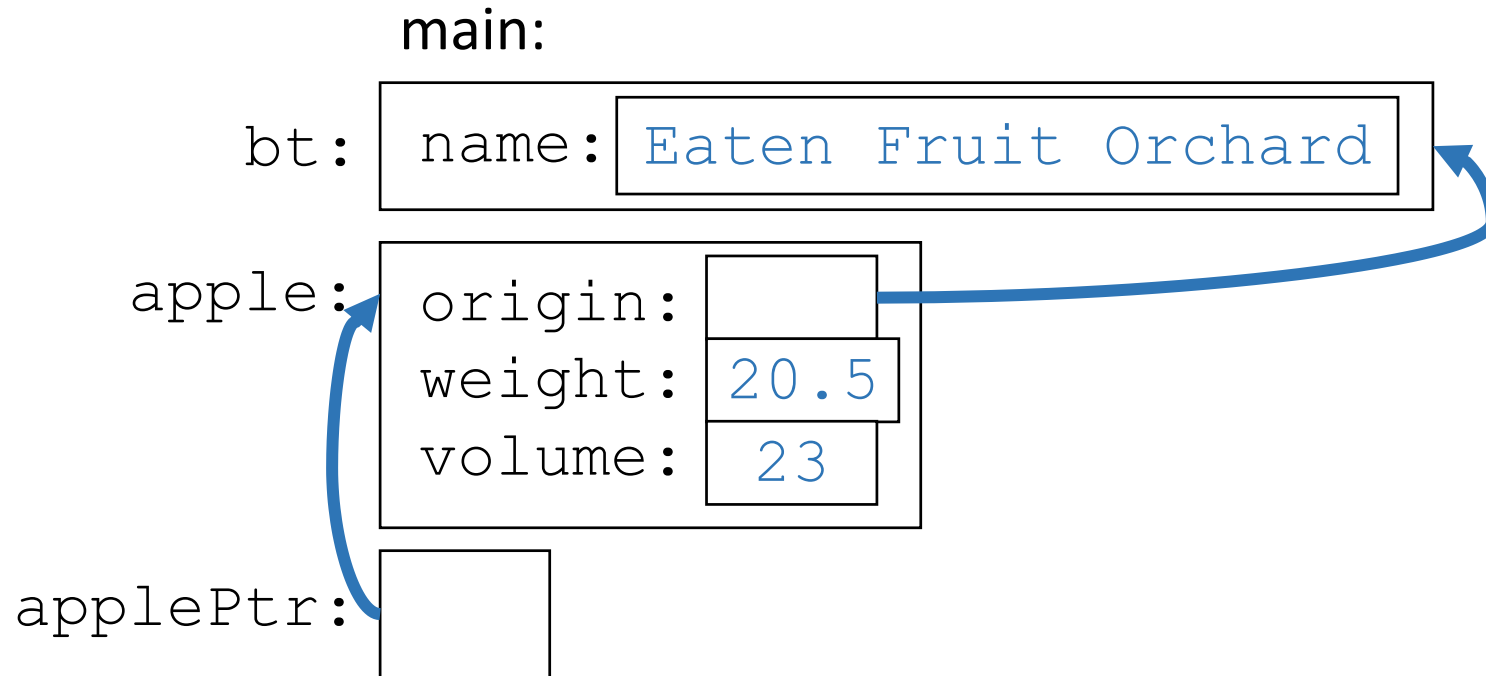 main:
bt: name: Eaten Fruit Orchard
apple: origin:
weight: 20.5
volume: 23
applePtr: